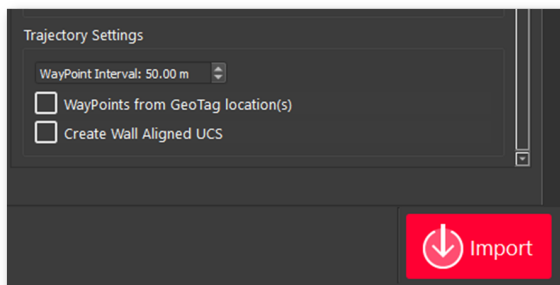 Trajectory Settings
WayPoint Interval: 50.00 m
WayPoints from GeoTag location(s)
Create Wall Aligned UCS
Import